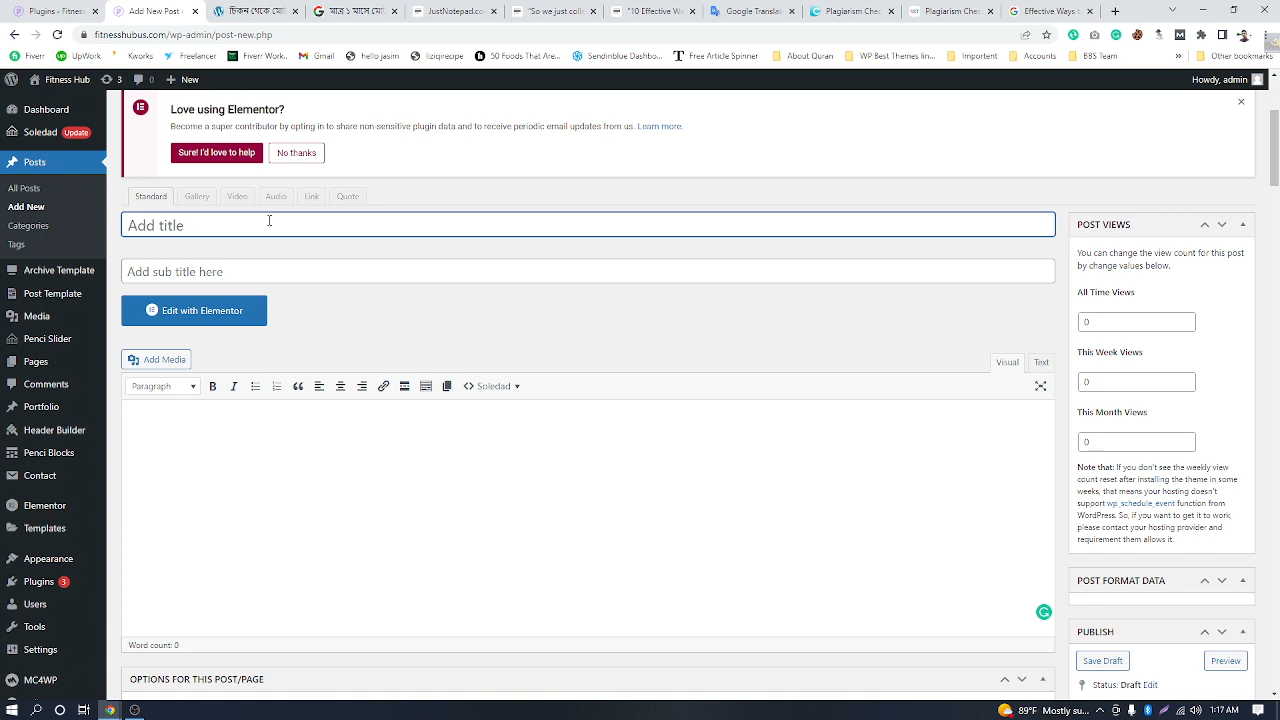 Plugins ‹ Fitness
Add New Post ‹
চিকন থেকে মোট
মাত্র ১ মাসে মো
JustNotepad.co
"So we just coll
"10 Effective Wa
Google Translate
Plagiarism Chec
Plagiarism Chec
Effective Ways t
fitnesshubus.com/wp-admin/post-new.php
Fiverr
UpWork
Kworks
Freelancer
Fiverr Work..
Gmail
hello jasim
liziqirecipe
50 Foods That Are...
Sendinblue Dashbo...
Free Article Spinner
About Quran
WP Best Themes lin...
Importent
Accounts
BBS Team
»
Other bookmarks
Fitness Hub
3
0
New
Howdy, admin
Dashboard
Soledad Update
Posts
All Posts
Add New
Categories
Tags
Archive Template
Post Template
Media
Penci Slider
Pages
Comments
Portfolio
Header Builder
Penci Blocks
Contact
Elementor
Templates
Appearance
Plugins 3
Users
Tools
Settings
MC4WP
Love using Elementor?
Become a super contributor by opting in to share non-sensitive plugin data and to receive periodic email updates from us. Learn more.
Sure! I'd love to help
No thanks
Standard
Gallery
Video
Audio
Link
Quote
Add title
Add sub title here
Edit with Elementor
Add Media
Visual
Text
Paragraph
B
I
Soledad
Word count: 0
OPTIONS FOR THIS POST/PAGE
POST VIEWS
You can change the view count for this post
by change values below.
All Time Views
0
This Week Views
0
This Month Views
0
Note that: If you don't see the weekly view
count reset after installing the theme in some
weeks, that means your hosting doesn't
support wp_schedule_event function from
WordPress. So, if you want to get it to work,
please contact your hosting provider and
requirement them allows it.
POST FORMAT DATA
PUBLISH
Save Draft
Preview
Status: Draft Edit
89°F Mostly su...
1:17 AM